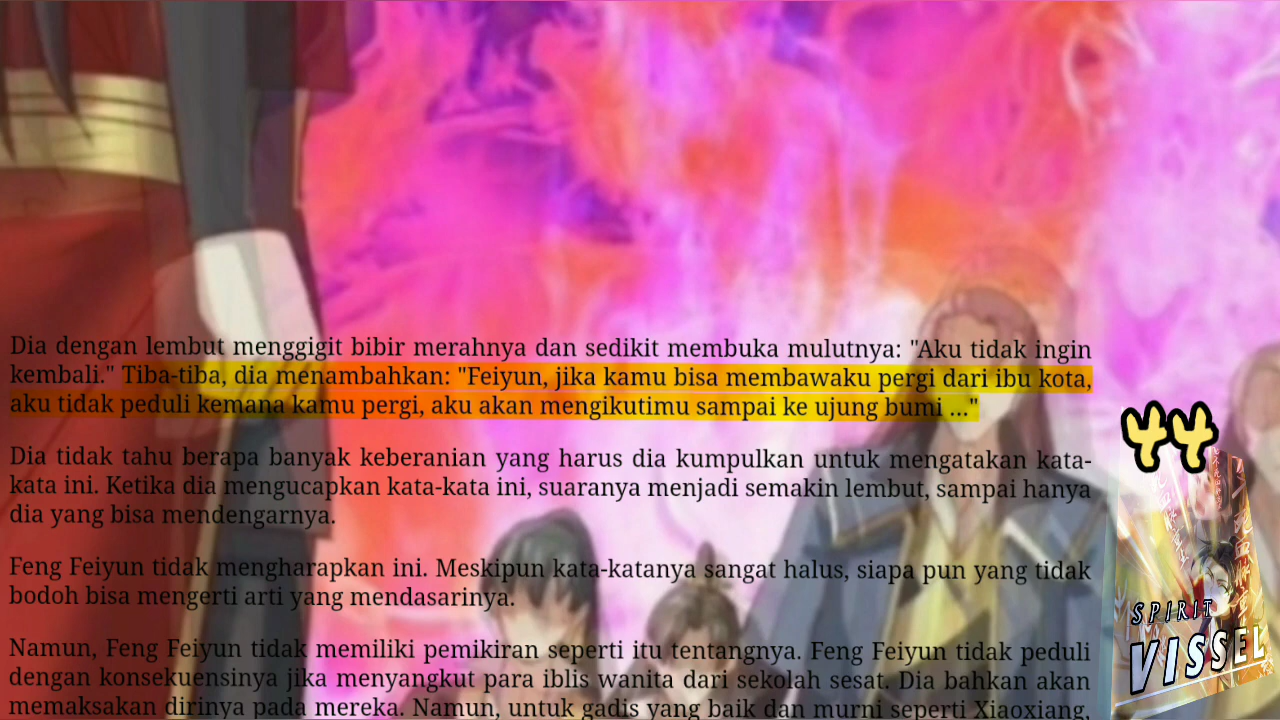 Dia dengan lembut menggigit bibir merahnya dan sedikit membuka mulutnya: "Aku tidak ingin
kembali." Tiba-tiba, dia menambahkan: "Feiyun, jika kamu bisa membawaku pergi dari ibu kota,
aku tidak peduli kemana kamu pergi, aku akan mengikutimu sampai ke ujung bumi ..."
Dia tidak tahu berapa banyak keberanian yang harus dia kumpulkan untuk mengatakan kata-
kata ini. Ketika dia mengucapkan kata-kata ini, suaranya menjadi semakin lembut, sampai hanya
dia yang bisa mendengarnya.
Feng Feiyun tidak mengharapkan ini. Meskipun kata-katanya sangat halus, siapa pun yang tidak
bodoh bisa mengerti arti yang mendasarinya.
Namun, Feng Feiyun tidak memiliki pemikiran seperti itu tentangnya. Feng Feiyun tidak peduli
dengan konsekuensinya jika menyangkut para iblis wanita dari sekolah sesat. Dia bahkan akan
memaksakan dirinya pada mereka. Namun, untuk gadis yang baik dan murni seperti Xiaoxiang,
44
SPIRIT
VISSEL